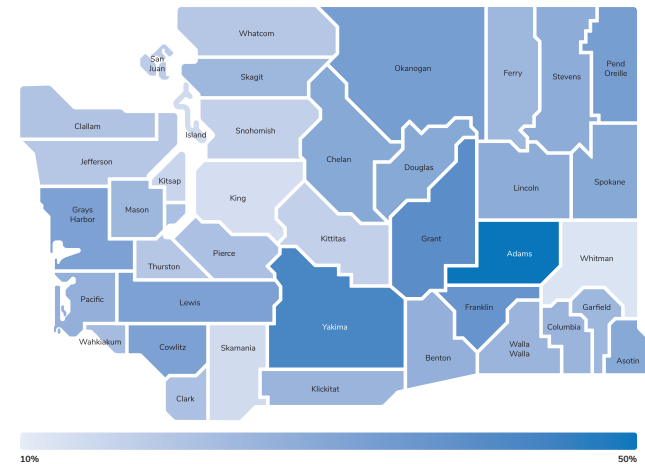 Whatcom
San
Juan
Skagit
Okanogan
Ferry
Stevens
Pend
Oreille
Clallam
Island
Snohomish
Chelan
Jefferson
Douglas
Kitsap
King
Lincoln
Spokane
Grays
Harbor
Mason
Kittitas
Grant
Pierce
Adams
Whitman
Thurston
Pacific
Lewis
Franklin
Garfield
Columbia
Yakima
Wahkiakum
Cowlitz
Skamania
Walla
Walla
Benton
Asotin
Klickitat
Clark
10%
50%